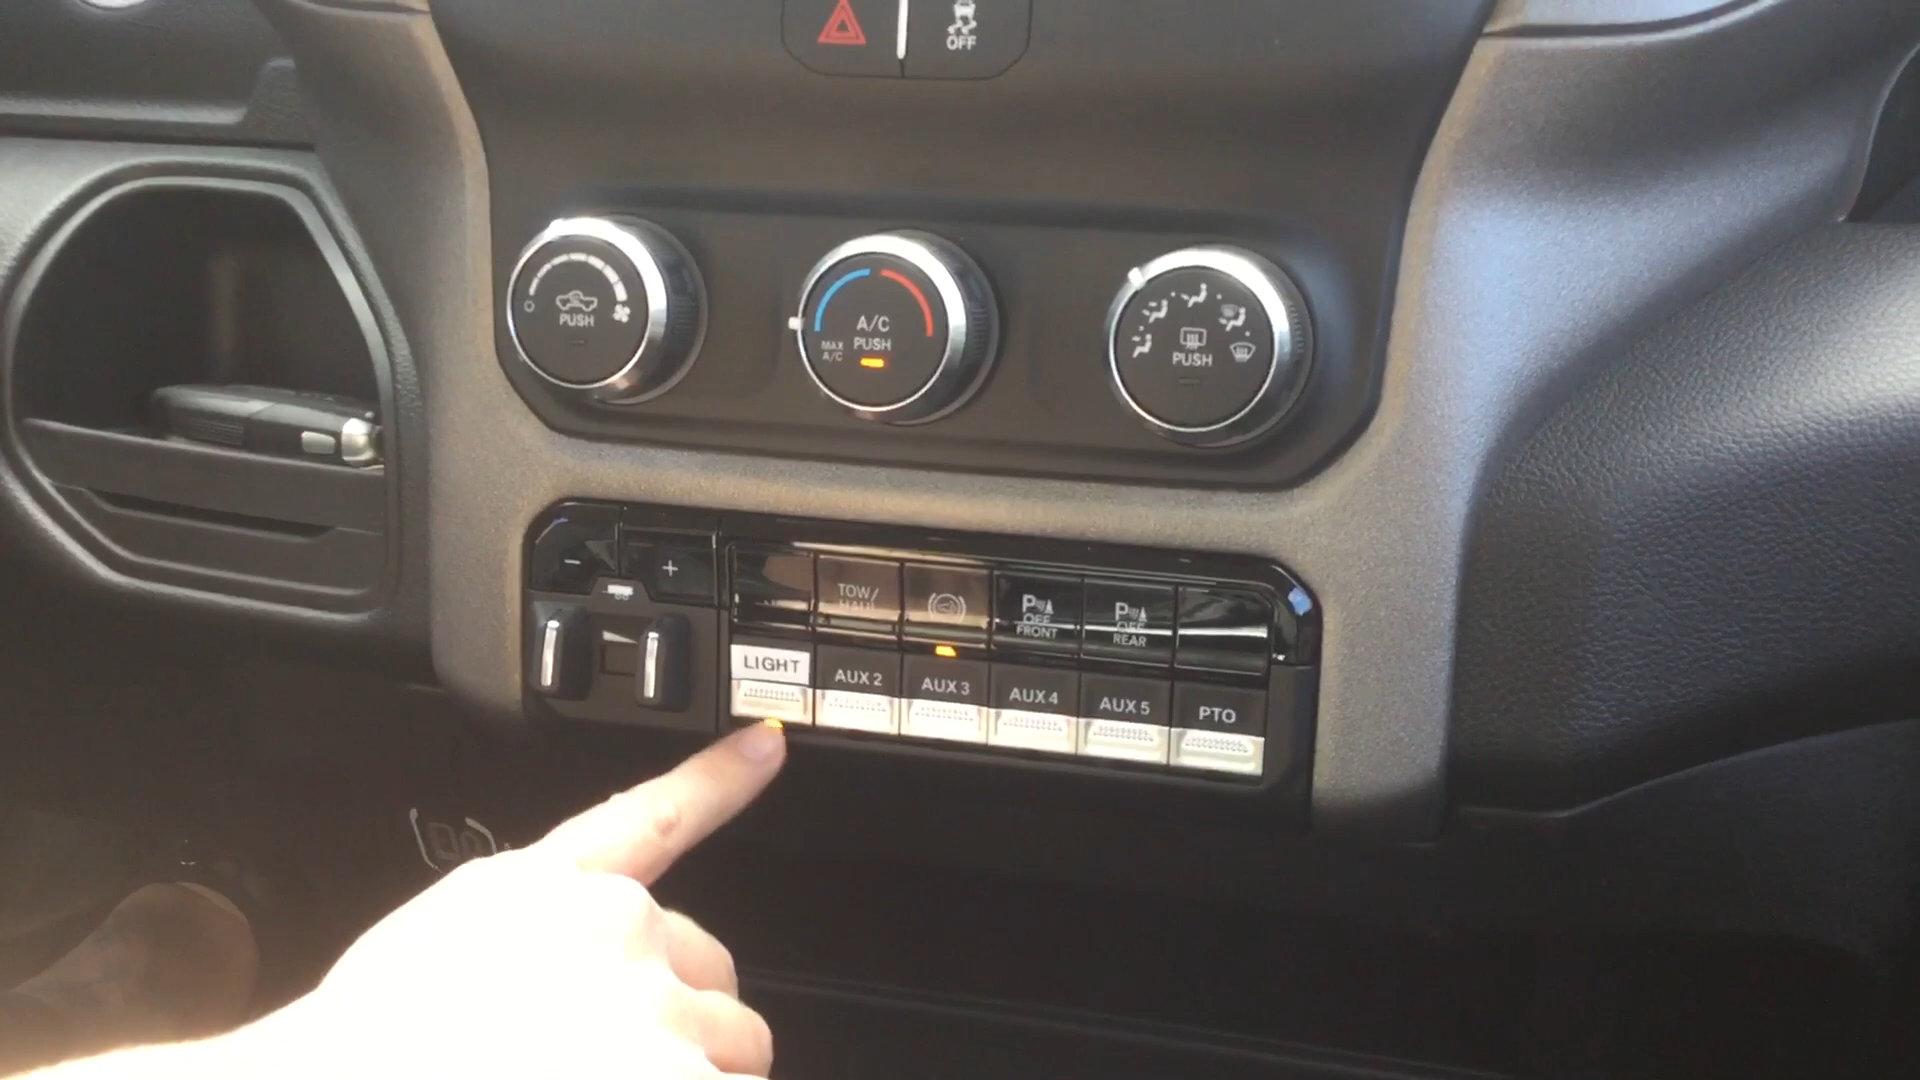 OFF
PUSH
A/C
PUSH
MAX
A/C
PUSH
- +
TOW/
HAUL
P
OFF
FRONT
P
OFF
REAR
LIGHT
AUX 2
AUX 3
AUX 4
AUX 5
PTO